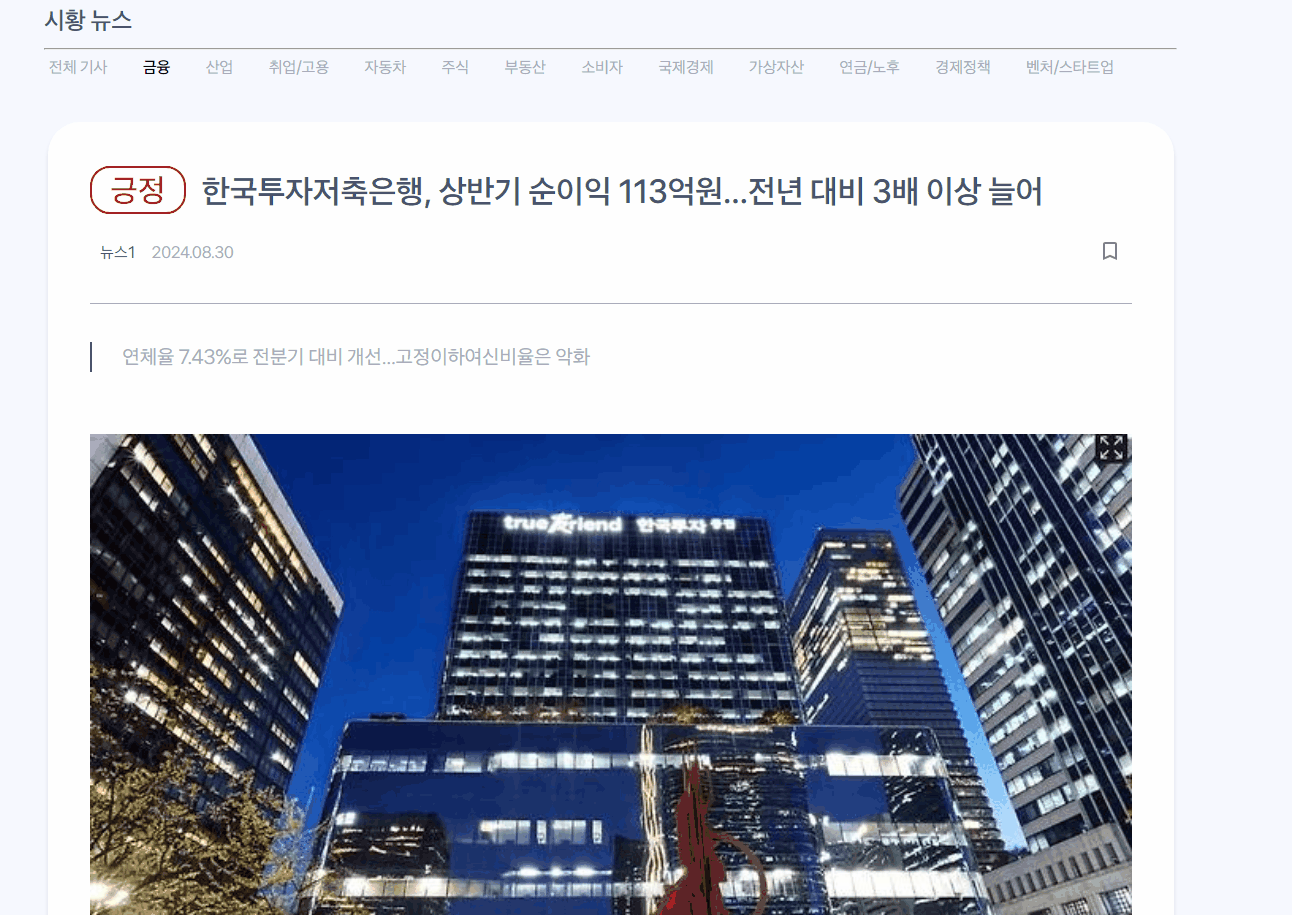 시황 뉴스
전체 기사 금융 산업 취업/고용 자동차 주식 부동산 소비자 국제경제 가상자산 연금/노후 경제정책 벤처/스타트업
긍정 한국투자저축은행, 상반기 순이익 113억원...전년 대비 3배 이상 늘어
뉴스1 2024.08.30
연체율 7.43%로 전분기 대비 개선...고정이하여신비율은 악화
true friend 한국투자 증권